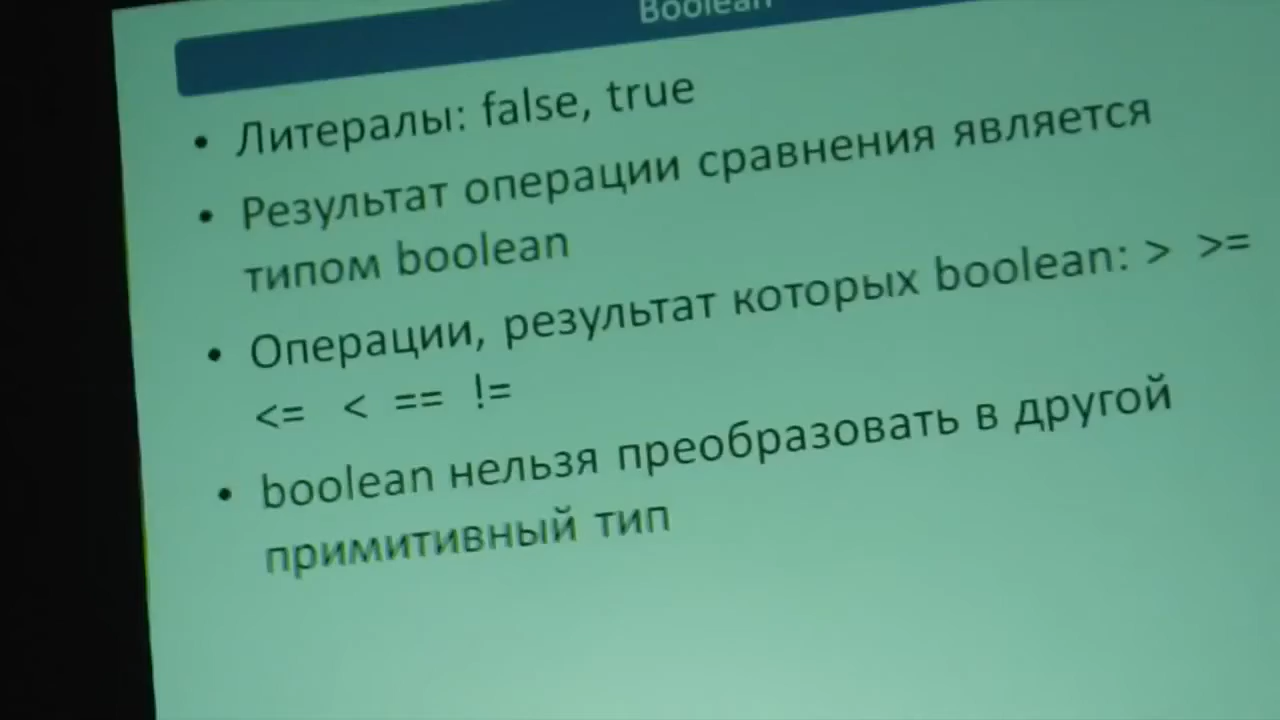 Boolean
• Литералы: false, true
• Результат операции сравнения является
типом boolean
• Операции, результат которых boolean: > >=
<= < == !=
• boolean нельзя преобразовать в другой
примитивный тип